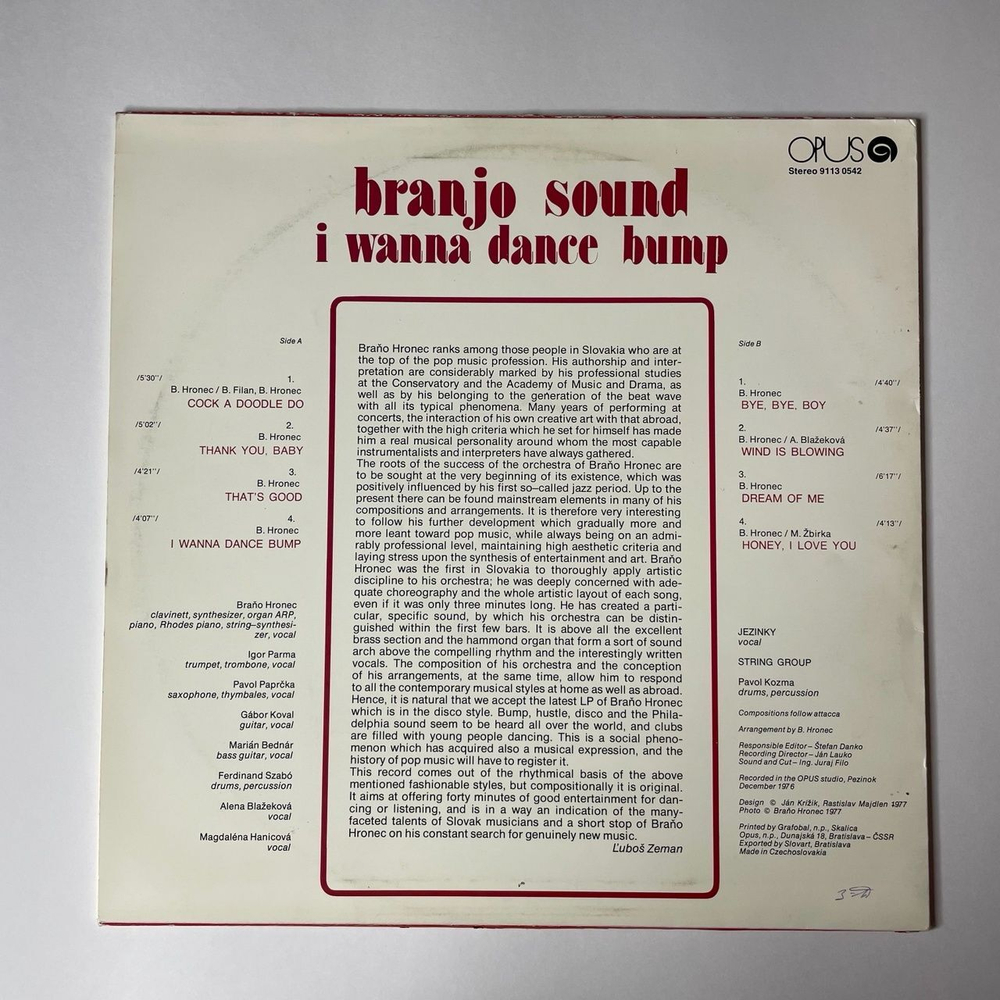 OPUS
Stereo 9113 0542
branjo sound
i wanna dance bump
Side A
/5'30''/ 1.
B. Hronec / B. Filan, B. Hronec
COCK A DOODLE DO
/5'02''/ 2.
B. Hronec
THANK YOU, BABY
/4'21''/ 3.
B. Hronec
THAT'S GOOD
/4'07''/ 4.
B. Hronec
I WANNA DANCE BUMP
Braňo Hronec
clavinett, synthesizer, organ ARP,
piano, Rhodes piano, string–synthesi-
zer, vocal
Igor Parma
trumpet, trombone, vocal
Pavol Paprčka
saxophone, thymbales, vocal
Gábor Koval
guitar, vocal
Marián Bednár
bass guitar, vocal
Ferdinand Szabó
drums, percussion
Alena Blažeková
vocal
Magdaléna Hanicová
vocal
Braňo Hronec ranks among those people in Slovakia who are at
the top of the pop music profession. His authorship and inter-
pretation are considerably marked by his professional studies
at the Conservatory and the Academy of Music and Drama, as
well as by his belonging to the generation of the beat wave
with all its typical phenomena. Many years of performing at
concerts, the interaction of his own creative art with that abroad,
together with the high criteria which he set for himself has made
him a real musical personality around whom the most capable
instrumentalists and interpreters have always gathered.
The roots of the success of the orchestra of Braňo Hronec are
to be sought at the very beginning of its existence, which was
positively influenced by his first so–called jazz period. Up to the
present there can be found mainstream elements in many of his
compositions and arrangements. It is therefore very interesting
to follow his further development which gradually more and
more leant toward pop music, while always being on an admi-
rably professional level, maintaining high aesthetic criteria and
laying stress upon the synthesis of entertainment and art. Braňo
Hronec was the first in Slovakia to thoroughly apply artistic
discipline to his orchestra; he was deeply concerned with ade-
quate choreography and the whole artistic layout of each song,
even if it was only three minutes long. He has created a parti-
cular, specific sound, by which his orchestra can be distin-
guished within the first few bars. It is above all the excellent
brass section and the hammond organ that form a sort of sound
arch above the compelling rhythm and the interestingly written
vocals. The composition of his orchestra and the conception
of his arrangements, at the same time, allow him to respond
to all the contemporary musical styles at home as well as abroad.
Hence, it is natural that we accept the latest LP of Braňo Hronec
which is in the disco style. Bump, hustle, disco and the Phila-
delphia sound seem to be heard all over the world, and clubs
are filled with young people dancing. This is a social pheno-
menon which has acquired also a musical expression, and the
history of pop music will have to register it.
This record comes out of the rhythmical basis of the above
mentioned fashionable styles, but compositionally it is original.
It aims at offering forty minutes of good entertainment for dan-
cing or listening, and is in a way an indication of the many-
faceted talents of Slovak musicians and a short stop of Braňo
Hronec on his constant search for genuinely new music.
Ľuboš Zeman
Side B
1. /4'40''/
B. Hronec
BYE, BYE, BOY
2. /4'37''/
B. Hronec / A. Blažeková
WIND IS BLOWING
3. /6'17''/
B. Hronec
DREAM OF ME
4. /4'13''/
B. Hronec / M. Žbirka
HONEY, I LOVE YOU
JEZINKY
vocal
STRING GROUP
Pavol Kozma
drums, percussion
Compositions follow attacca
Arrangement by B. Hronec
Responsible Editor – Štefan Danko
Recording Director – Ján Lauko
Sound and Cut – Ing. Juraj Filo
Recorded in the OPUS studio, Pezinok
December 1976
Design © Ján Krížik, Rastislav Majdlen 1977
Photo © Braňo Hronec 1977
Printed by Grafobal, n.p., Skalica
Opus, n.p., Dunajská 18, Bratislava – ČSSR
Exported by Slovart, Bratislava
Made in Czechoslovakia